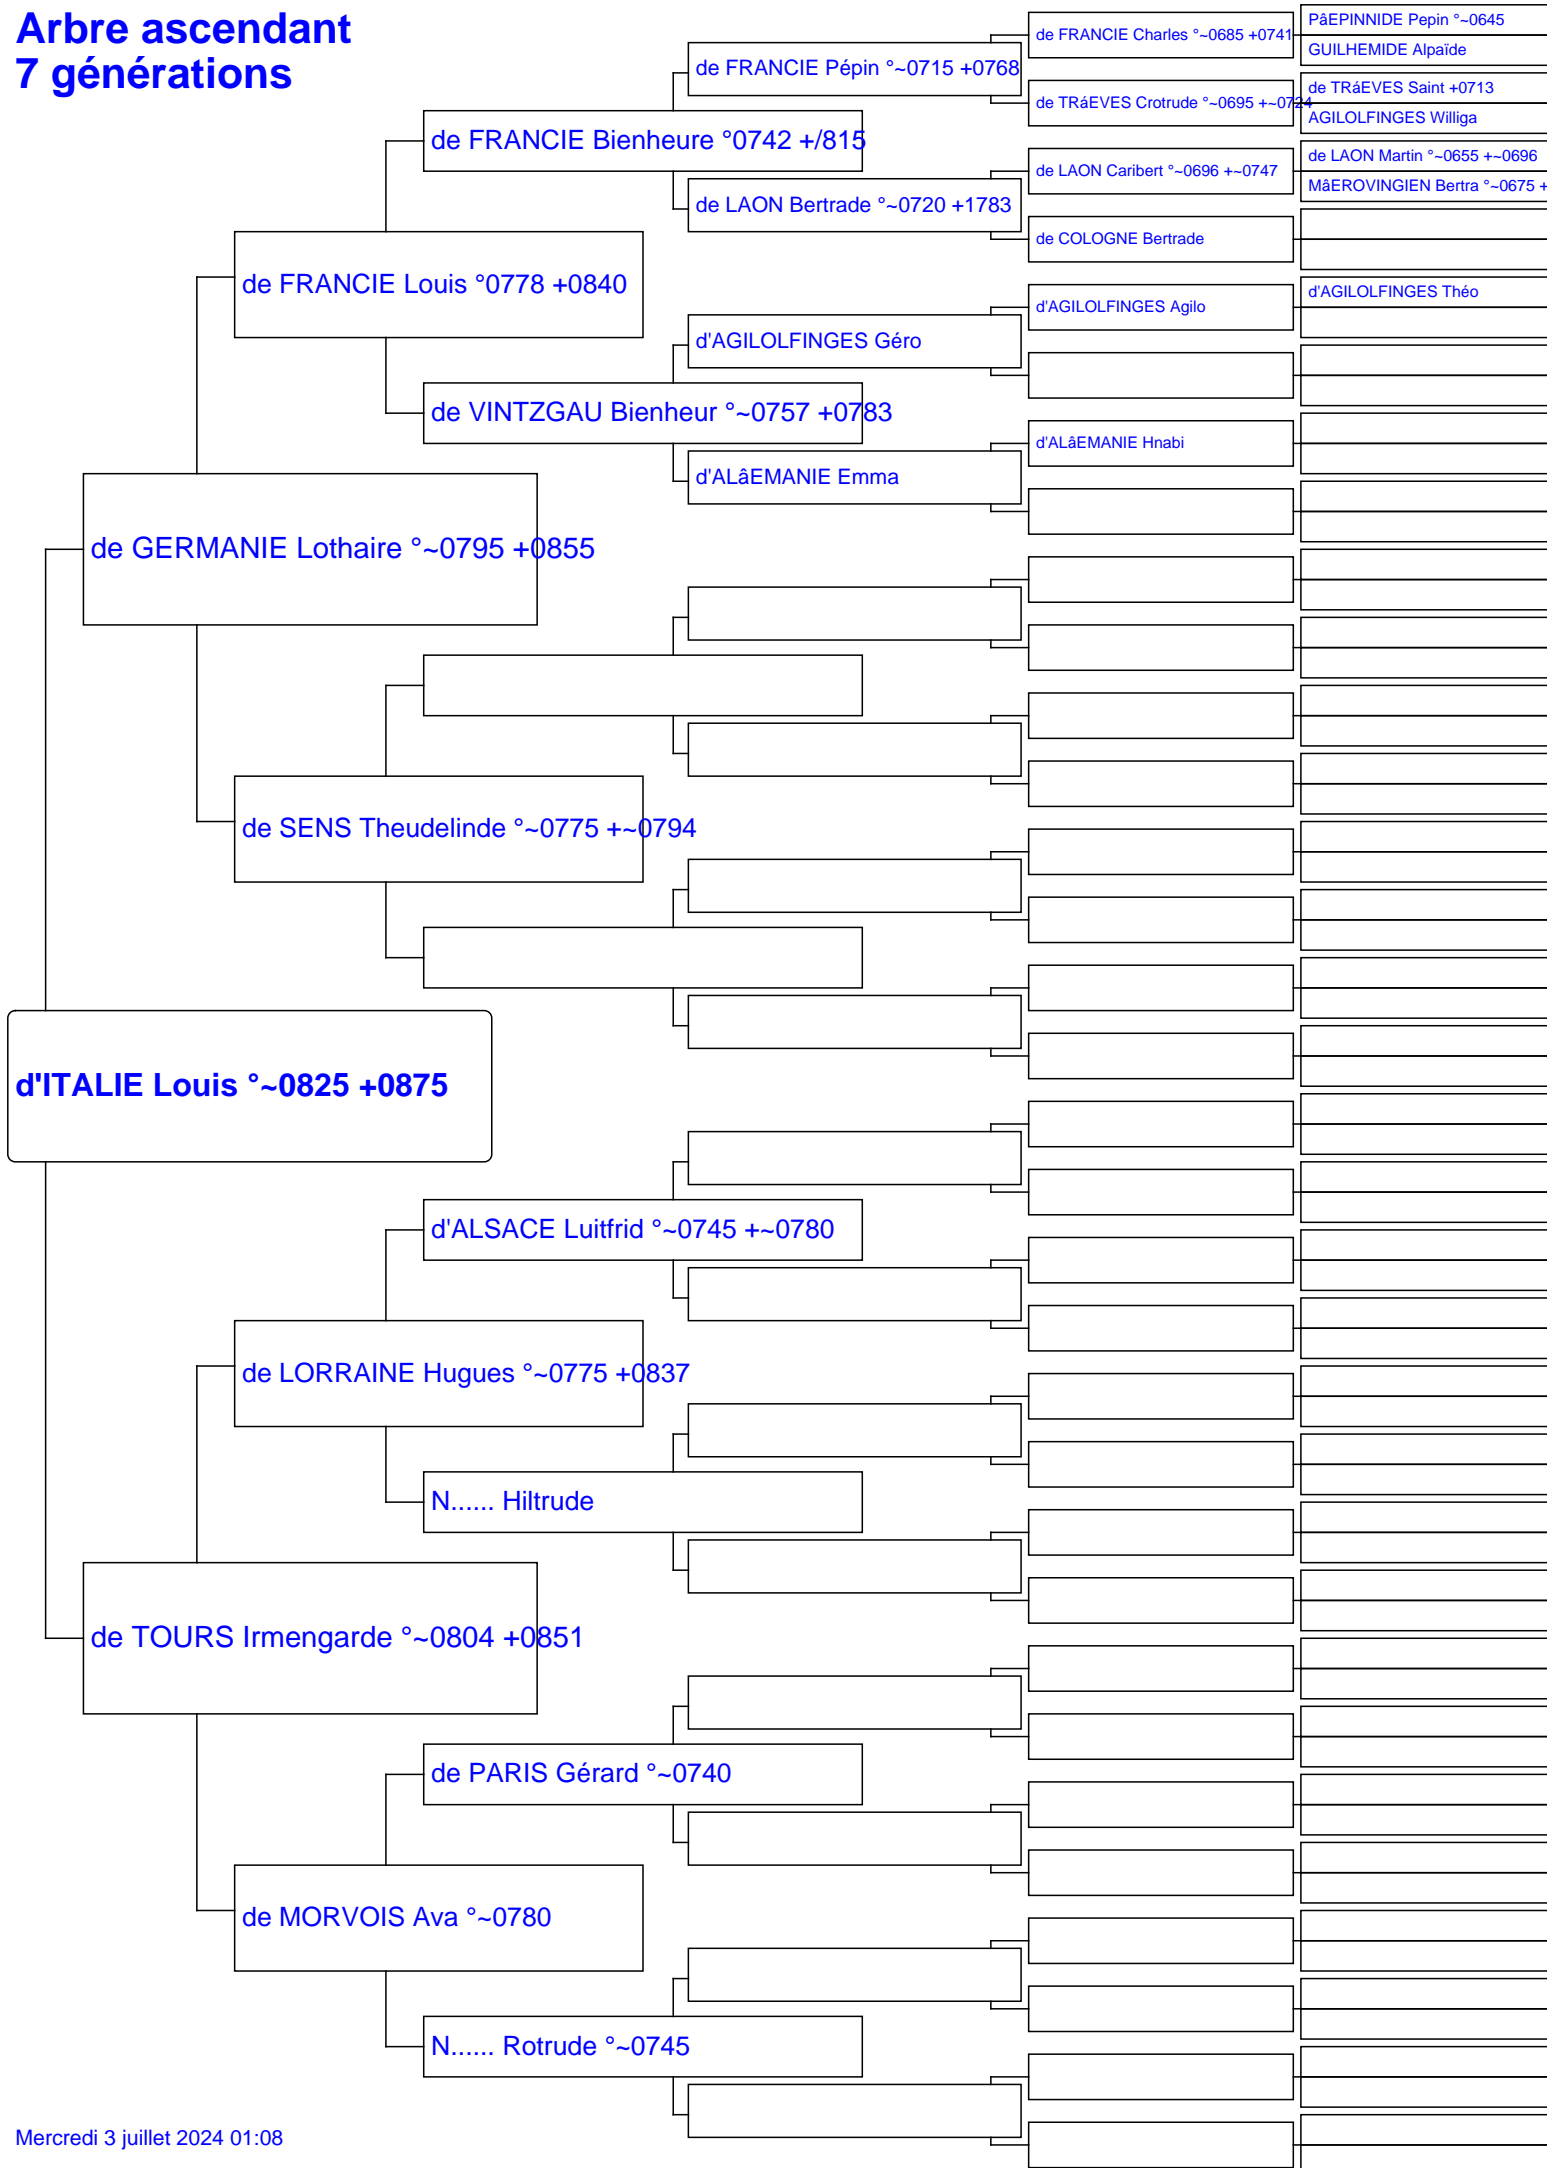 Arbre ascendant
7 générations
PâEPINNIDE Pepin °~0645
de FRANCIE Charles °~0685 +0741
GUILHEMIDE Alpaïde
de FRANCIE Pépin °~0715 +0768
de TRáEVES Saint +0713
de TRáEVES Crotrude °~0695 +~0724
AGILOLFINGES Williga
de FRANCIE Bienheure °0742 +/815
de LAON Martin °~0655 +~0696
de LAON Caribert °~0696 +~0747
MâEROVINGIEN Bertra °~0675 +
de LAON Bertrade °~0720 +1783
de COLOGNE Bertrade
de FRANCIE Louis °0778 +0840
d'AGILOLFINGES Théo
d'AGILOLFINGES Agilo
d'AGILOLFINGES Géro
de VINTZGAU Bienheur °~0757 +0783
d'ALâEMANIE Hnabi
d'ALâEMANIE Emma
de GERMANIE Lothaire °~0795 +0855
de SENS Theudelinde °~0775 +~0794
d'ITALIE Louis °~0825 +0875
d'ALSACE Luitfrid °~0745 +~0780
de LORRAINE Hugues °~0775 +0837
N...... Hiltrude
de TOURS Irmengarde °~0804 +0851
de PARIS Gérard °~0740
de MORVOIS Ava °~0780
N...... Rotrude °~0745
Mercredi 3 juillet 2024 01:08